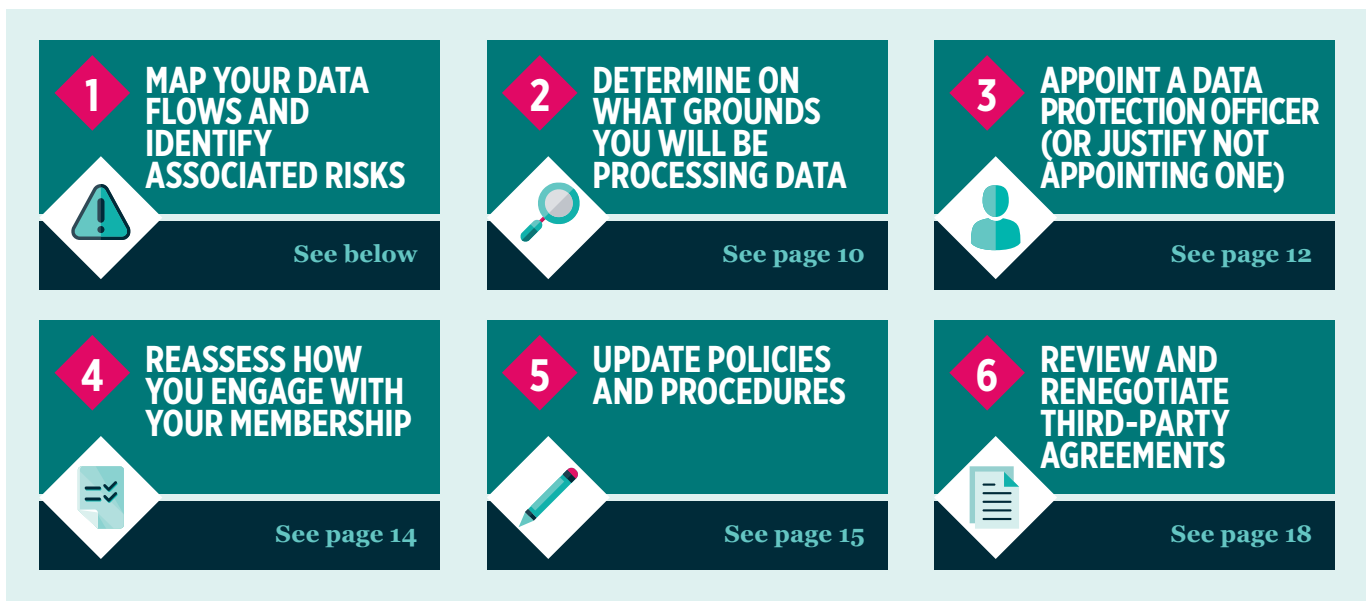 1
MAP YOUR DATA
FLOWS AND
IDENTIFY
ASSOCIATED RISKS
See below
2
DETERMINE ON
WHAT GROUNDS
YOU WILL BE
PROCESSING DATA
See page 10
3
APPOINT A DATA
PROTECTION OFFICER
(OR JUSTIFY NOT
APPOINTING ONE)
See page 12
4
REASSESS HOW
YOU ENGAGE WITH
YOUR MEMBERSHIP
See page 14
5
UPDATE POLICIES
AND PROCEDURES
See page 15
6
REVIEW AND
RENEGOTIATE
THIRD-PARTY
AGREEMENTS
See page 18